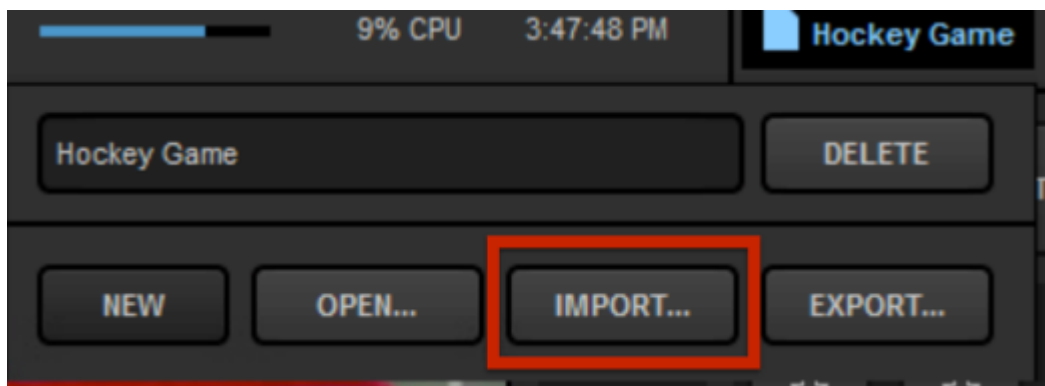 9% CPU 3:47:48 PM Hockey Game
Hockey Game DELETE
NEW OPEN... IMPORT... EXPORT...